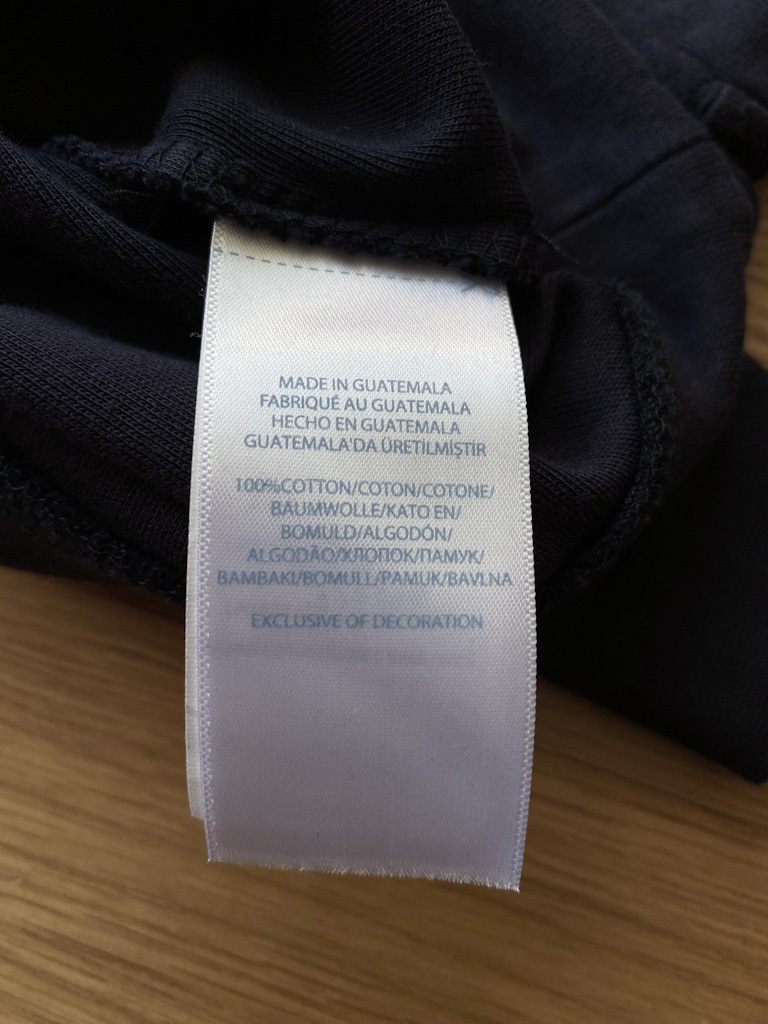 MADE IN GUATEMALA
FABRIQUÉ AU GUATEMALA
HECHO EN GUATEMALA
GUATEMALA'DA ÜRETİLMİŞTIR
100%COTTON/COTON/COTONE/
BAUMWOLLE/KATO EN/
BOMULD/ALGODÓN/
ALGODÃO/ХЛОПОК/ПАМУК/
BAMBAKI/BOMULL/PAMUK/BAVLNA
EXCLUSIVE OF DECORATION